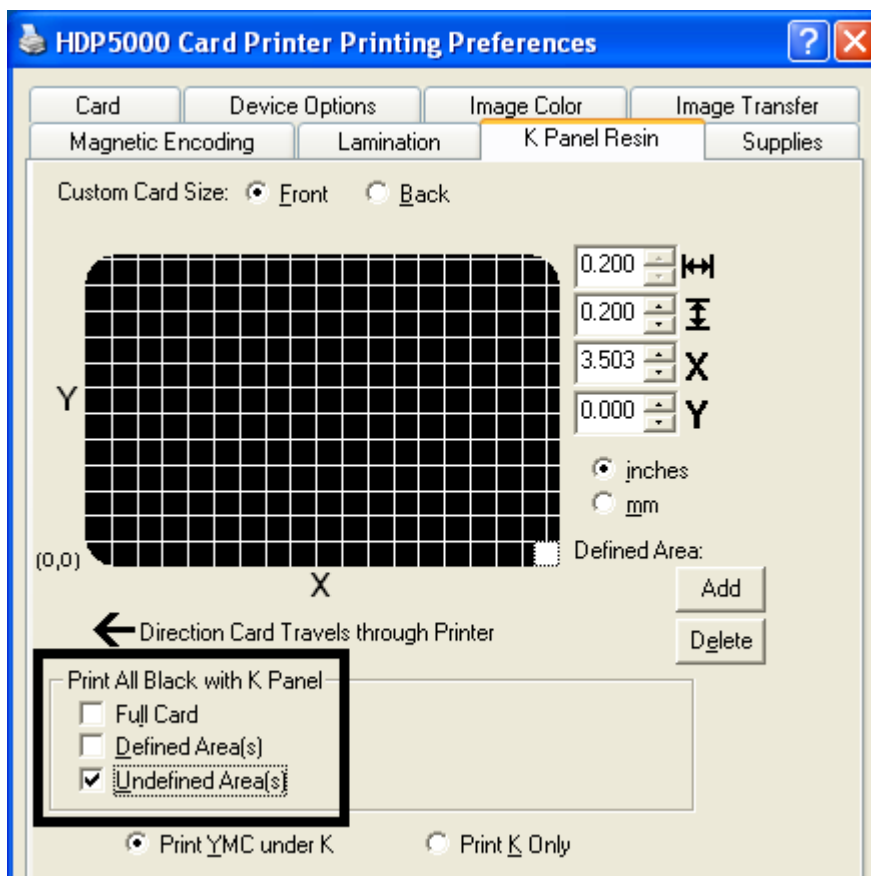 HDP5000 Card Printer Printing Preferences
Card Device Options Image Color Image Transfer
Magnetic Encoding Lamination K Panel Resin Supplies
Custom Card Size: Front Back
0.200
0.200
3.503 X
0.000 Y
Y
inches
mm
(0,0)
X
Defined Area:
Add
Direction Card Travels through Printer
Delete
Print All Black with K Panel
Full Card
Defined Area(s)
Undefined Area(s)
Print YMC under K Print K Only